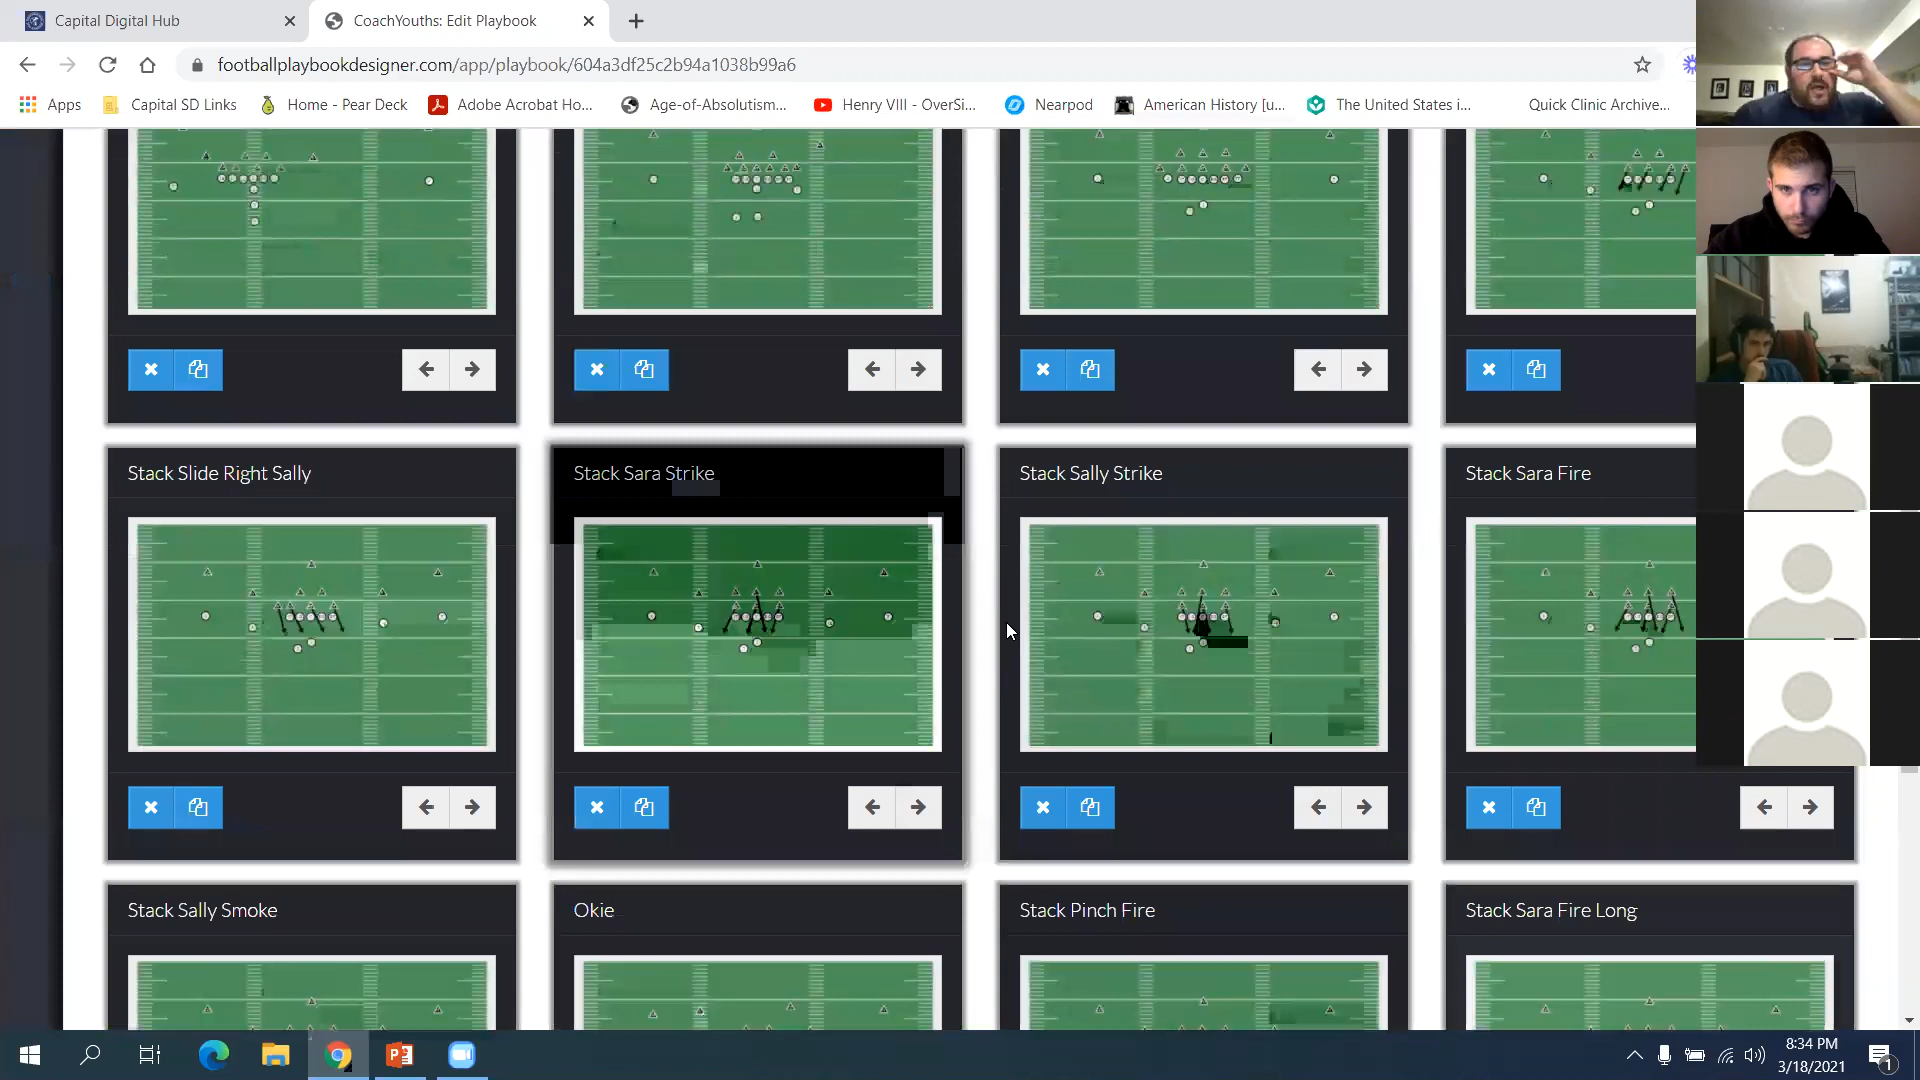 Capital Digital Hub
CoachYouths: Edit Playbook
footballplaybookdesigner.com/app/playbook/604a3df25c2b94a1038b99a6
Apps
Capital SD Links
Home - Pear Deck
Adobe Acrobat Ho...
Age-of-Absolutism...
Henry VIII - OverSi...
Nearpod
American History [u...
The United States i...
Quick Clinic Archive...
Stack Slide Right Sally
Stack Sara Strike
Stack Sally Strike
Stack Sara Fire
Stack Sally Smoke
Okie
Stack Pinch Fire
Stack Sara Fire Long
8:34 PM
3/18/2021
1